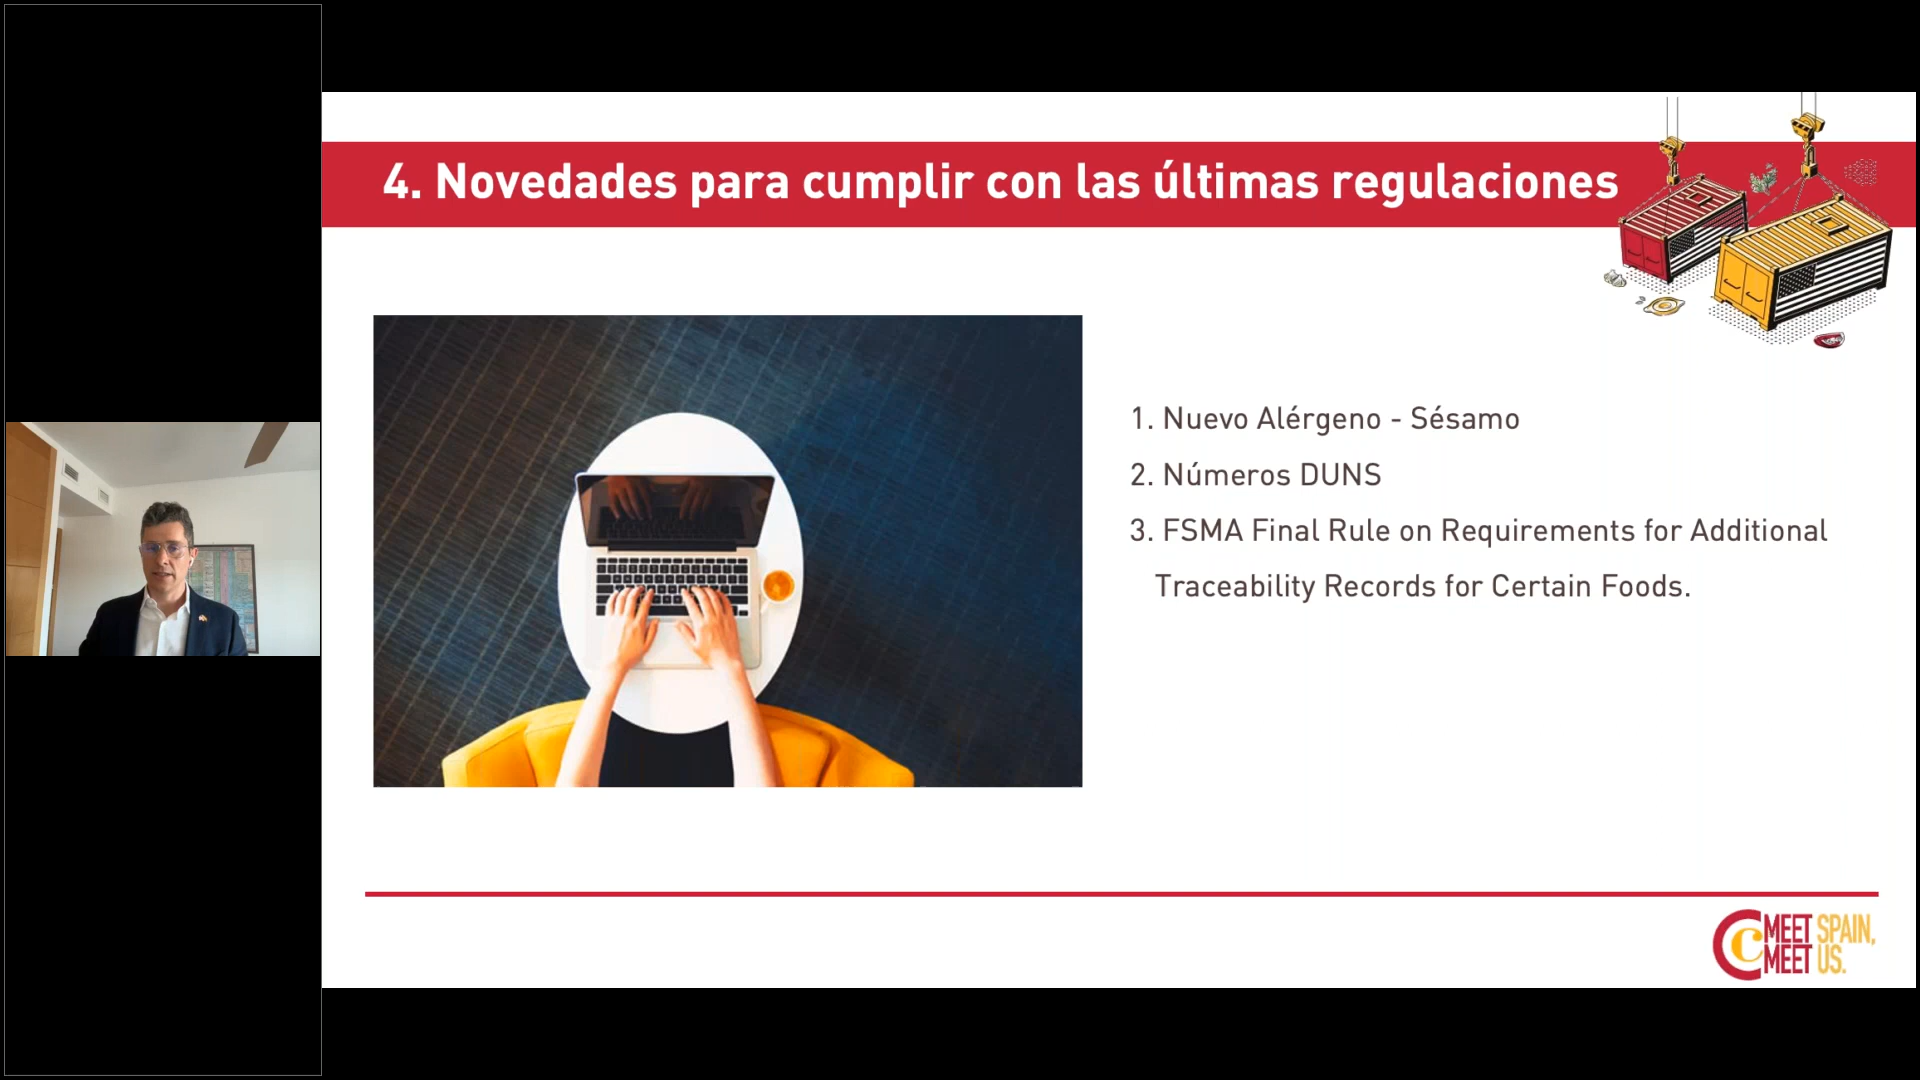 4. Novedades para cumplir con las últimas regulaciones
1. Nuevo Alérgeno - Sésamo
2. Números DUNS
3. FSMA Final Rule on Requirements for Additional
Traceability Records for Certain Foods.
MEET SPAIN,
MEET US.